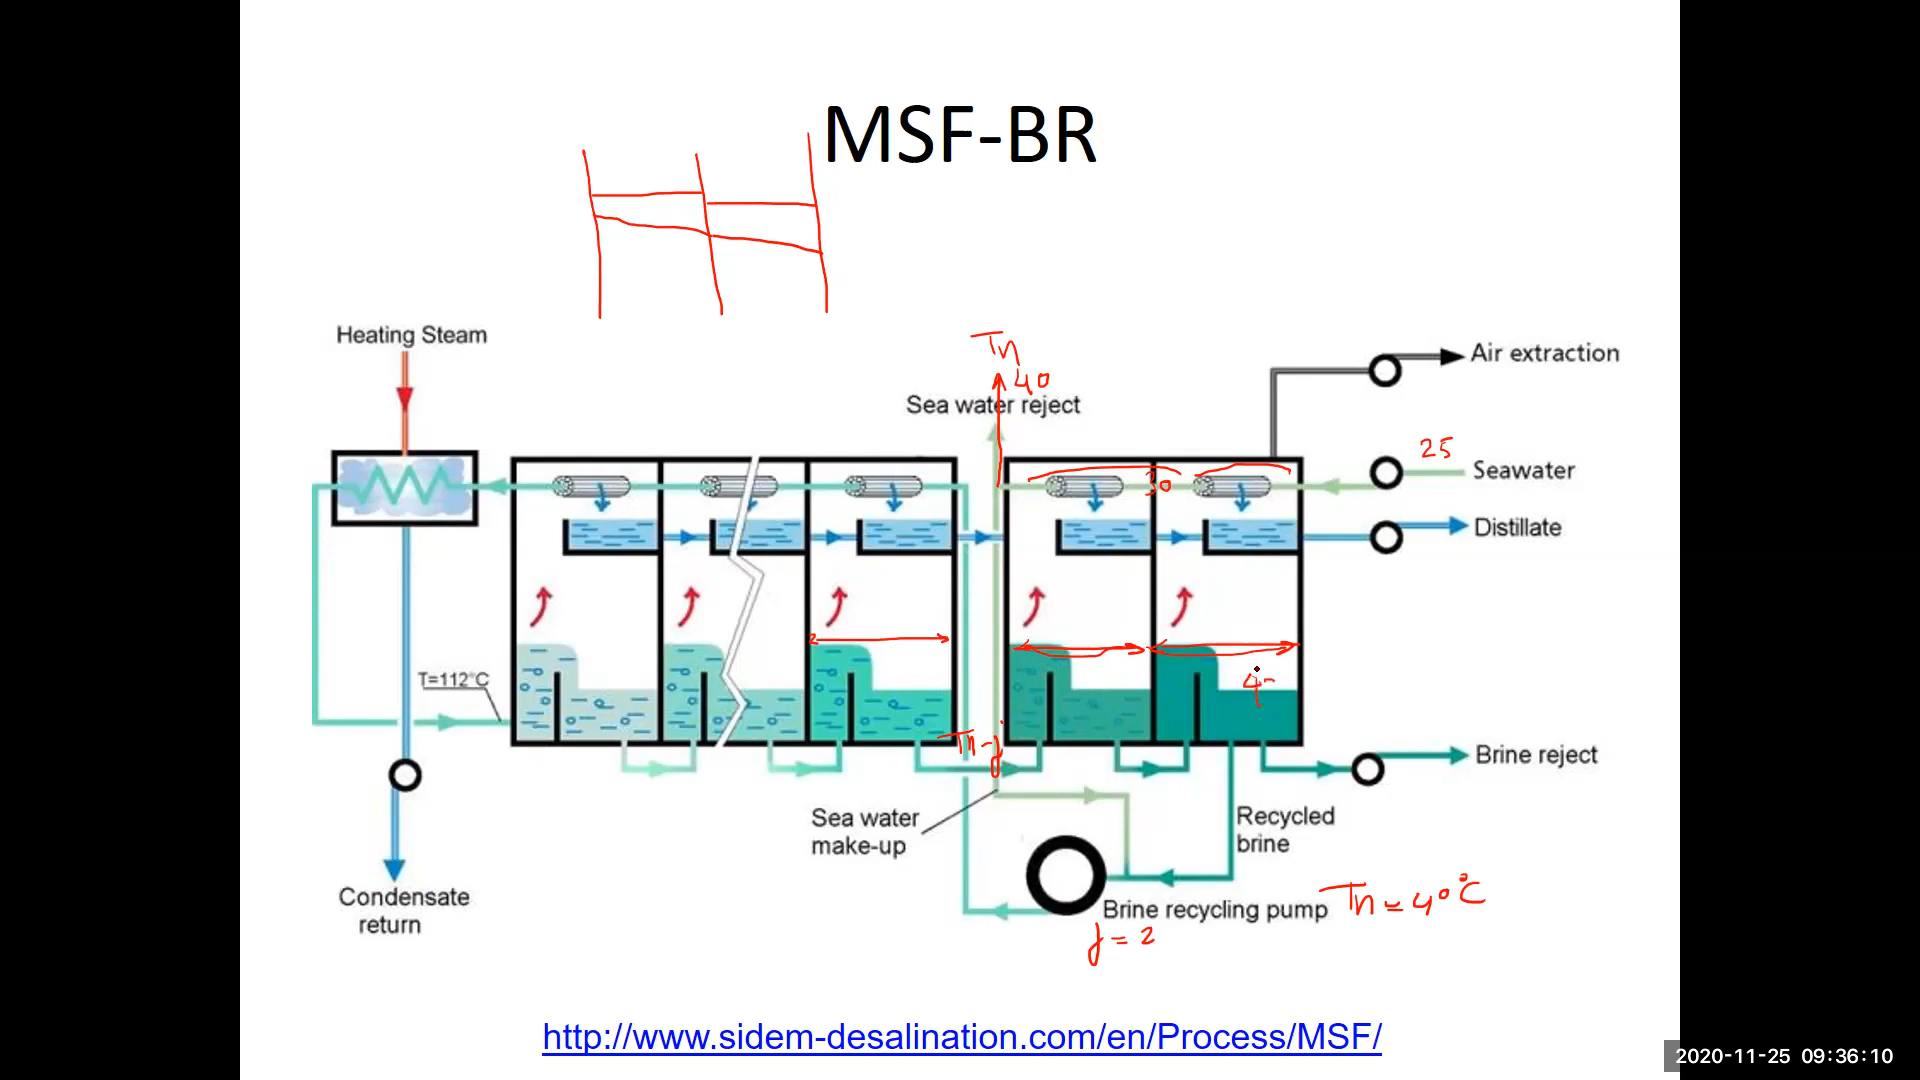 MSF-BR
Heating Steam
Tn
40
Air extraction
Sea water reject
25
Seawater
30
Distillate
T=112°C
4
Tn-j
Brine reject
Sea water
make-up
Recycled
brine
Condensate
return
Brine recycling pump
Tn = 40°C
j = 2
http://www.sidem-desalination.com/en/Process/MSF/
2020-11-25 09:36:10